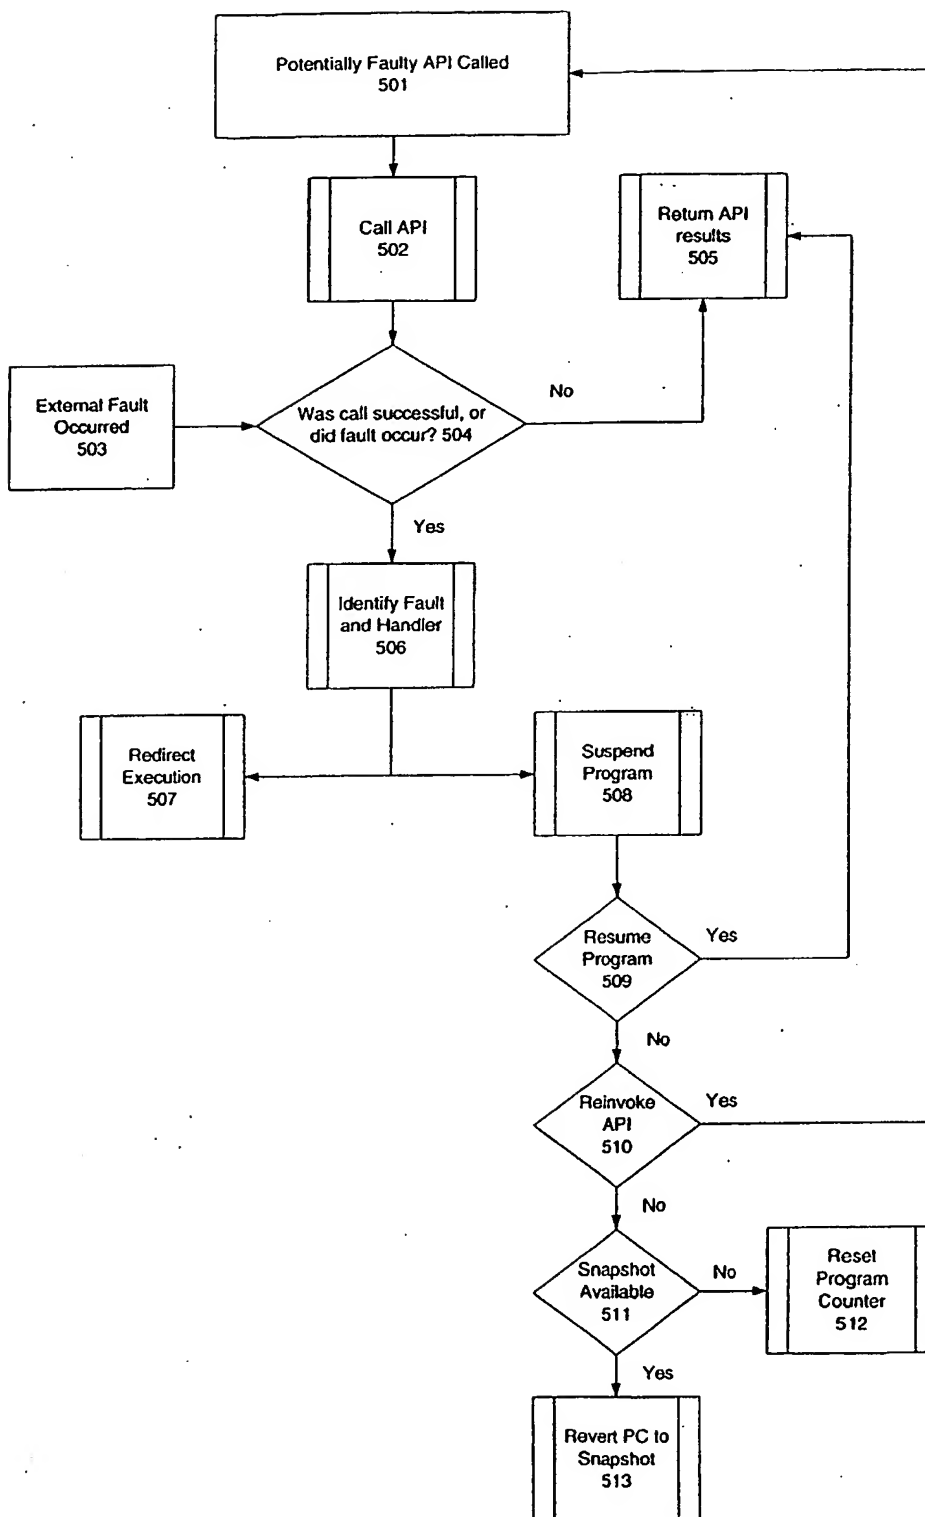 Potentially Faulty API Called
501
Call API
502
Return API
results
505
External Fault
Occurred
503
Was call successful, or
did fault occur? 504
No
Yes
Identify Fault
and Handler
506
Redirect
Execution
507
Suspend
Program
508
Resume
Program
509
Yes
No
Reinvoke
API
510
Yes
No
Snapshot
Available
511
No
Reset
Program
Counter
512
Yes
Revert PC to
Snapshot
513